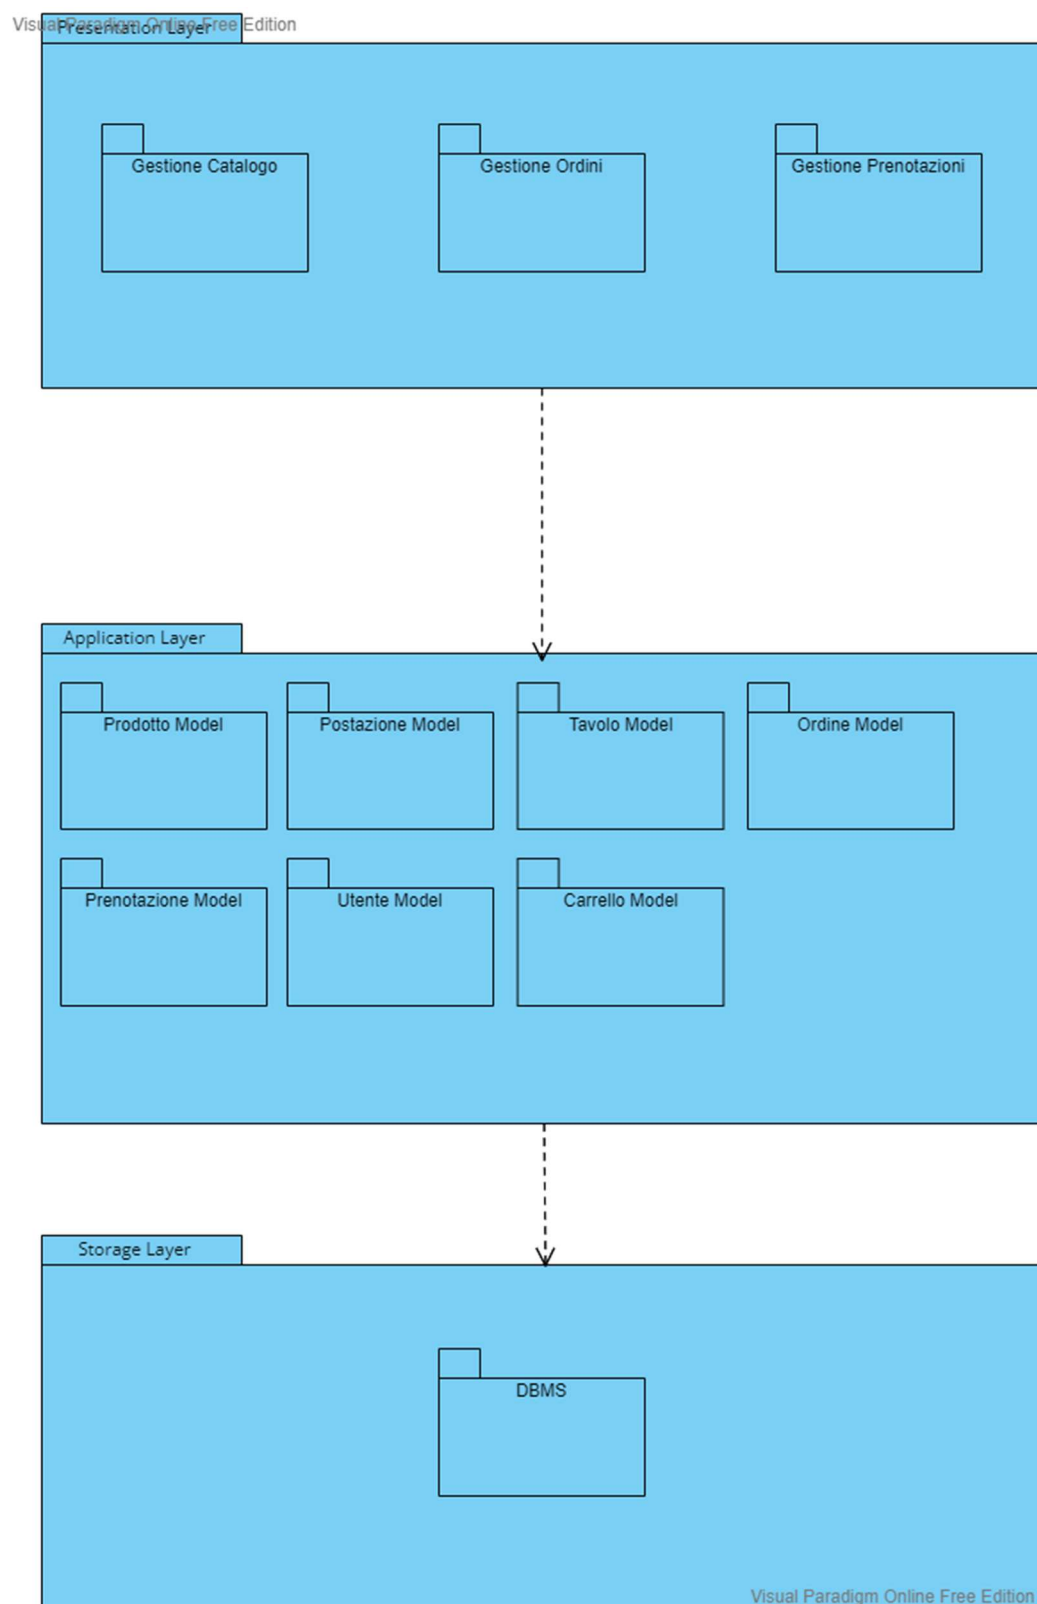 Visual Paradigm Online Free Edition
Presentation Layer
Gestione Catalogo
Gestione Ordini
Gestione Prenotazioni
Application Layer
Prodotto Model
Postazione Model
Tavolo Model
Ordine Model
Prenotazione Model
Utente Model
Carrello Model
Storage Layer
DBMS
Visual Paradigm Online Free Edition